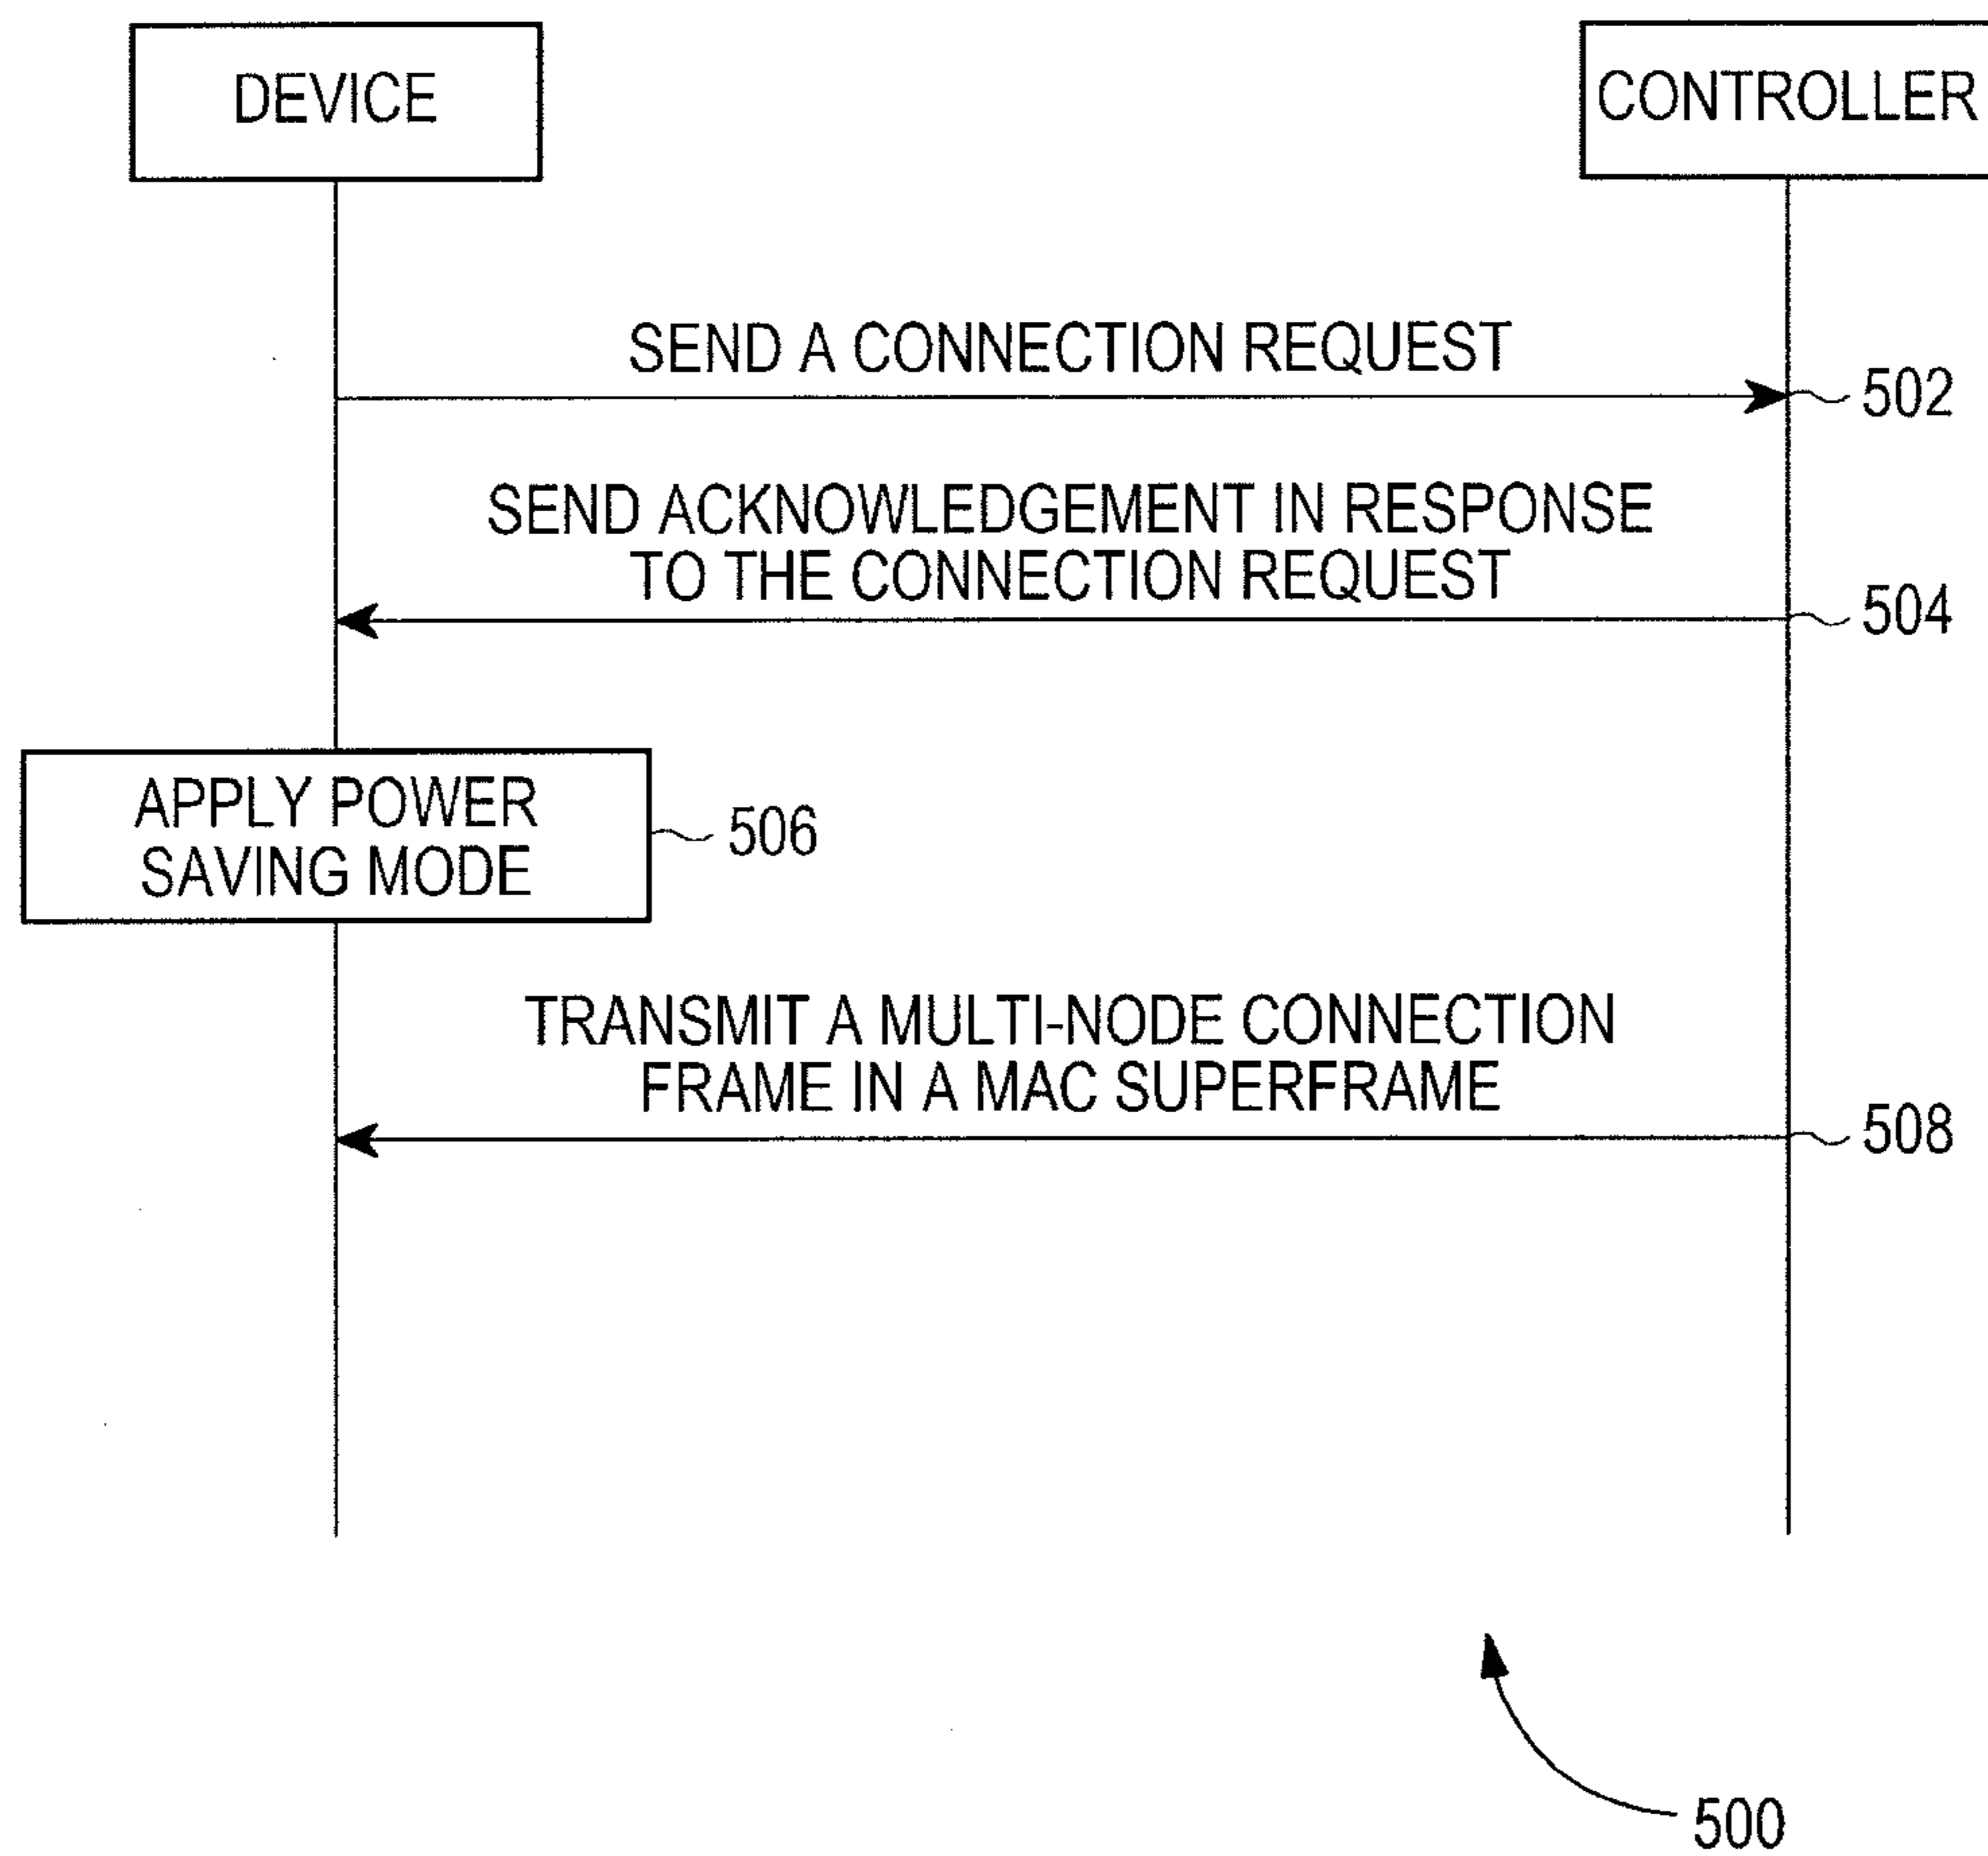 DEVICE
CONTROLLER
SEND A CONNECTION REQUEST
502
SEND ACKNOWLEDGEMENT IN RESPONSE
TO THE CONNECTION REQUEST
504
APPLY POWER
SAVING MODE
506
TRANSMIT A MULTI-NODE CONNECTION
FRAME IN A MAC SUPERFRAME
508
500